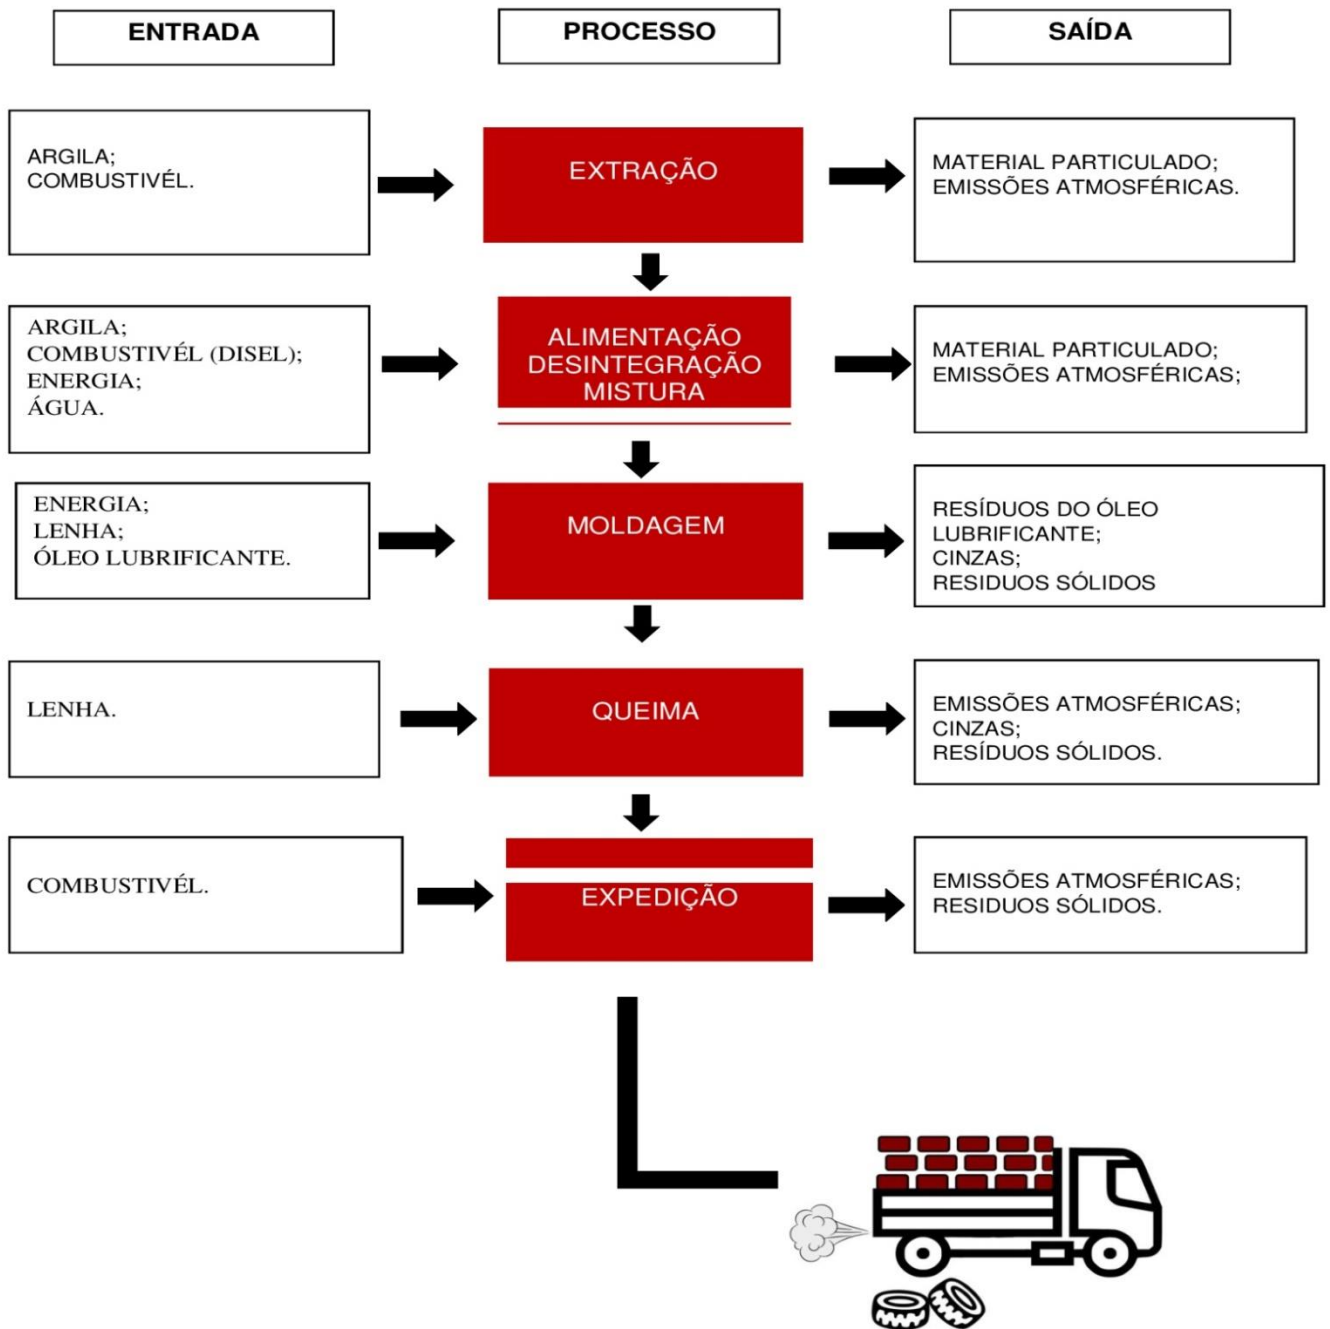 ENTRADA
PROCESSO
SAÍDA
ARGILA;
COMBUSTIVÉL.
EXTRAÇÃO
MATERIAL PARTICULADO;
EMISSÕES ATMOSFÉRICAS.
ARGILA;
COMBUSTIVÉL (DISEL);
ENERGIA;
ÁGUA.
ALIMENTAÇÃO
DESINTEGRAÇÃO
MISTURA
MATERIAL PARTICULADO;
EMISSÕES ATMOSFÉRICAS;
ENERGIA;
LENHA;
ÓLEO LUBRIFICANTE.
MOLDAGEM
RESÍDUOS DO ÓLEO
LUBRIFICANTE;
CINZAS;
RESIDUOS SÓLIDOS
LENHA.
QUEIMA
EMISSÕES ATMOSFÉRICAS;
CINZAS;
RESÍDUOS SÓLIDOS.
COMBUSTIVÉL.
EXPEDIÇÃO
EMISSÕES ATMOSFÉRICAS;
RESIDUOS SÓLIDOS.